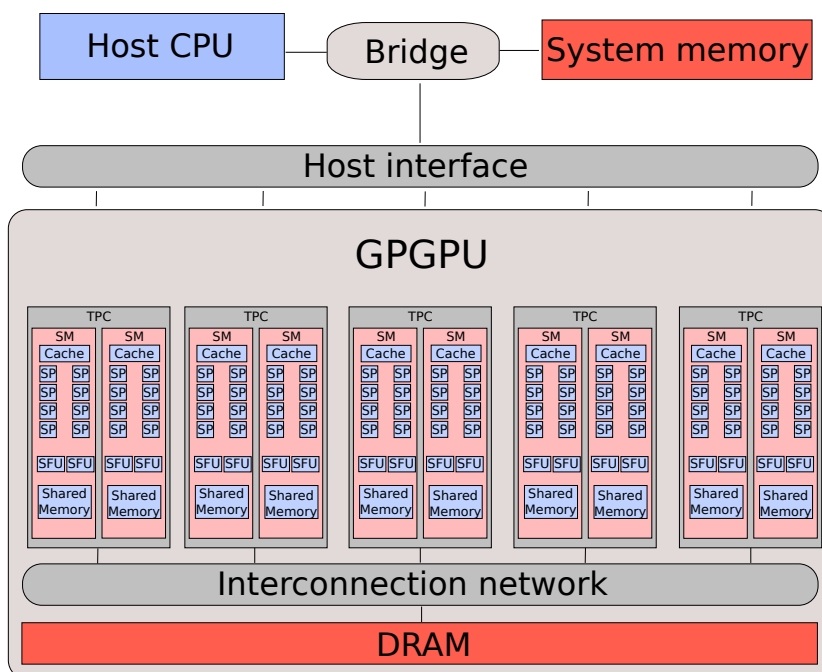 Host CPU
Bridge
System memory
Host interface
GPGPU
TPC TPC TPC TPC TPC
SM SM SM SM SM SM SM SM SM SM
Cache Cache Cache Cache Cache Cache Cache Cache Cache Cache
SP SP SP SP SP SP SP SP SP SP SP SP SP SP SP SP SP SP SP SP
SP SP SP SP SP SP SP SP SP SP SP SP SP SP SP SP SP SP SP SP
SP SP SP SP SP SP SP SP SP SP SP SP SP SP SP SP SP SP SP SP
SP SP SP SP SP SP SP SP SP SP SP SP SP SP SP SP SP SP SP SP
SFU SFU SFU SFU SFU SFU SFU SFU SFU SFU SFU SFU SFU SFU SFU SFU SFU SFU SFU SFU
Shared Shared Shared Shared Shared Shared Shared Shared Shared Shared
Memory Memory Memory Memory Memory Memory Memory Memory Memory Memory
Interconnection network
DRAM